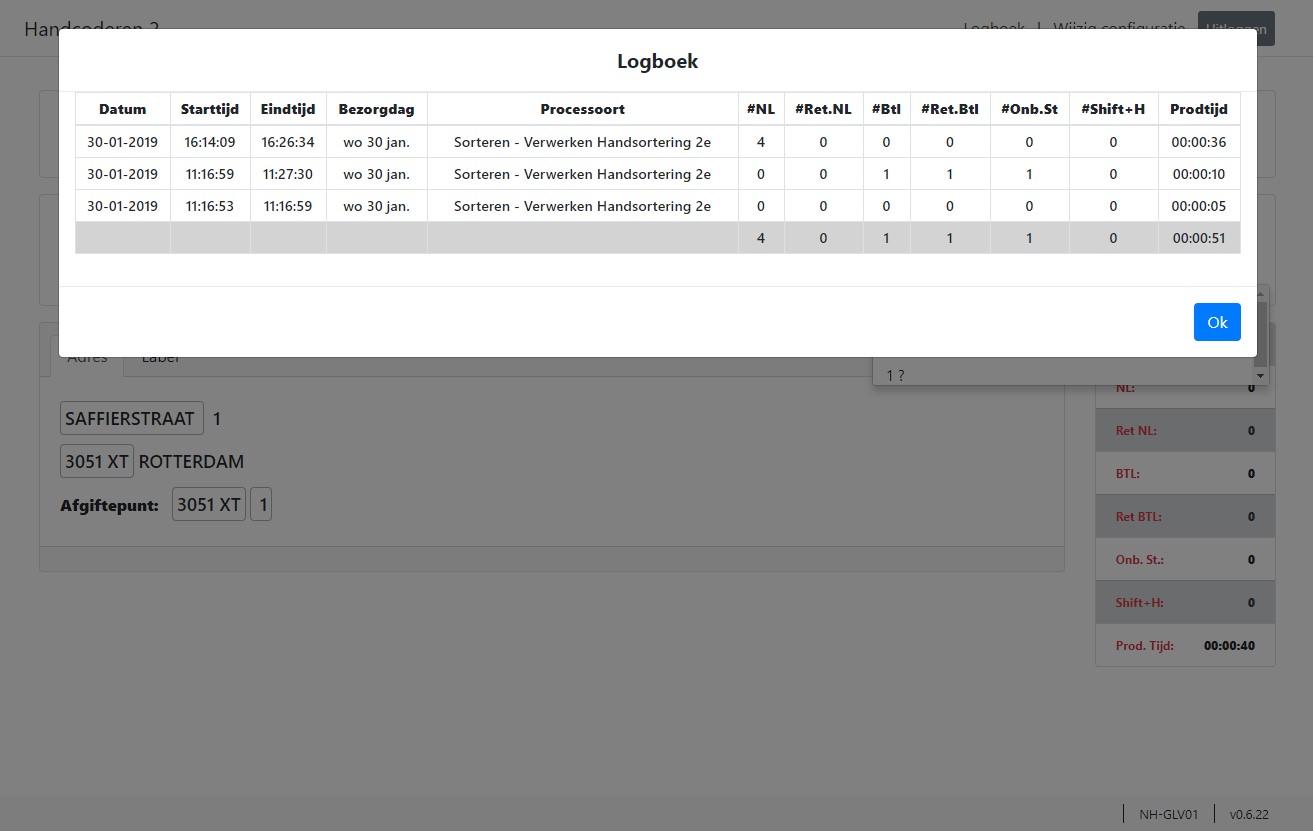 Logboek | Wijzig configuratie Uitloggen
Logboek
Datum Starttijd Eindtijd Bezorgdag Processoort #NL #Ret.NL #Btl #Ret.Btl #Onb.St #Shift+H Prodtijd
30-01-2019 16:14:09 16:26:34 wo 30 jan. Sorteren - Verwerken Handsortering 2e 4 0 0 0 0 0 00:00:36
30-01-2019 11:16:59 11:27:30 wo 30 jan. Sorteren - Verwerken Handsortering 2e 0 0 1 1 1 0 00:00:10
30-01-2019 11:16:53 11:16:59 wo 30 jan. Sorteren - Verwerken Handsortering 2e 0 0 0 0 0 0 00:00:05
4 0 1 1 1 0 00:00:51
Ok
Adres Label
1 ?
NL: 0
SAFFIERSTRAAT 1
Ret NL: 0
3051 XT ROTTERDAM
BTL: 0
Afgiftepunt: 3051 XT 1
Ret BTL: 0
Onb. St.: 0
Shift+H: 0
Prod. Tijd: 00:00:40
NH-GLV01 v0.6.22